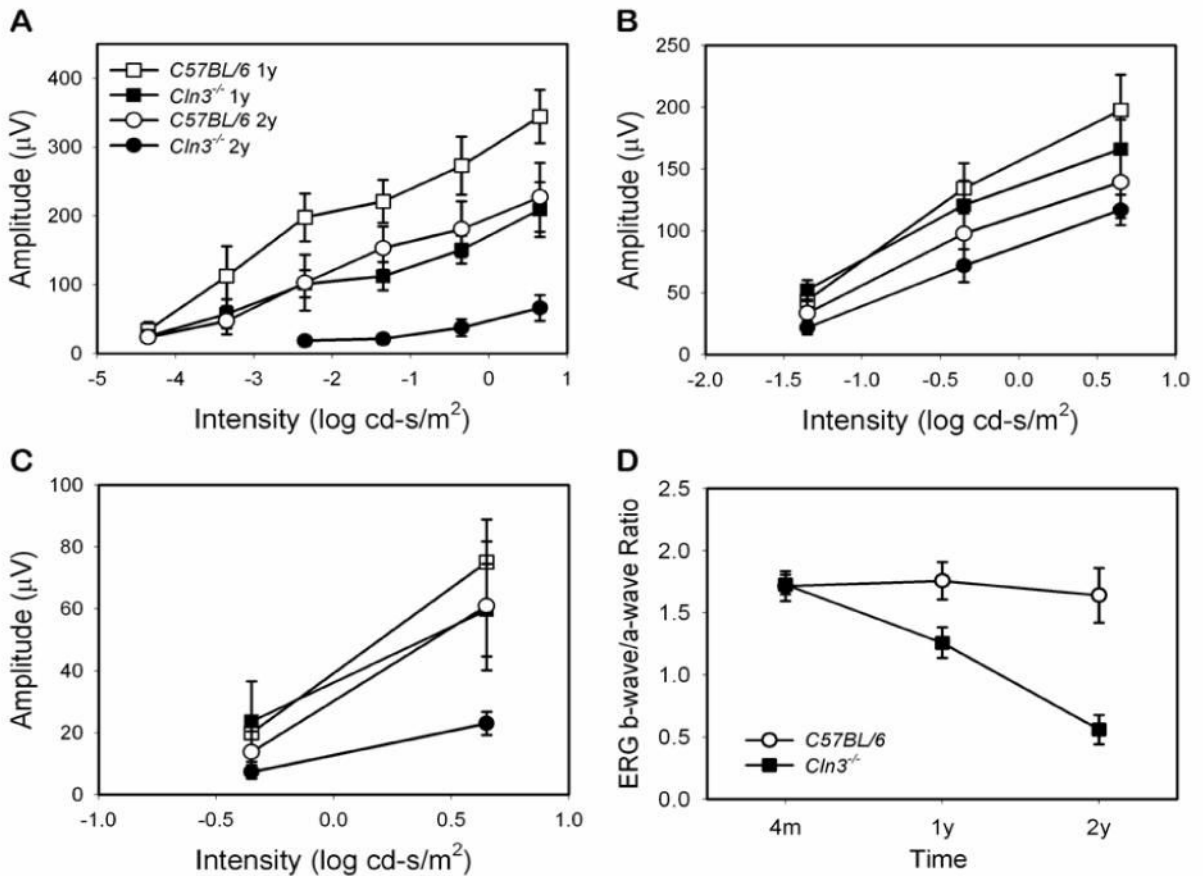 A
Amplitude (μV)
400
300
200
100
0
C57BL/6 1y
Cln3-/- 1y
C57BL/6 2y
Cln3-/- 2y
-5 -4 -3 -2 -1 0 1
Intensity (log cd-s/m²)
B
Amplitude (μV)
250
200
150
100
50
0
-2.0 -1.5 -1.0 -0.5 0.0 0.5 1.0
Intensity (log cd-s/m²)
C
Amplitude (μV)
100
80
60
40
20
0
-1.0 -0.5 0.0 0.5 1.0
Intensity (log cd-s/m²)
D
ERG b-wave/a-wave Ratio
2.5
2.0
1.5
1.0
0.5
0.0
C57BL/6
Cln3-/-
4m 1y 2y
Time